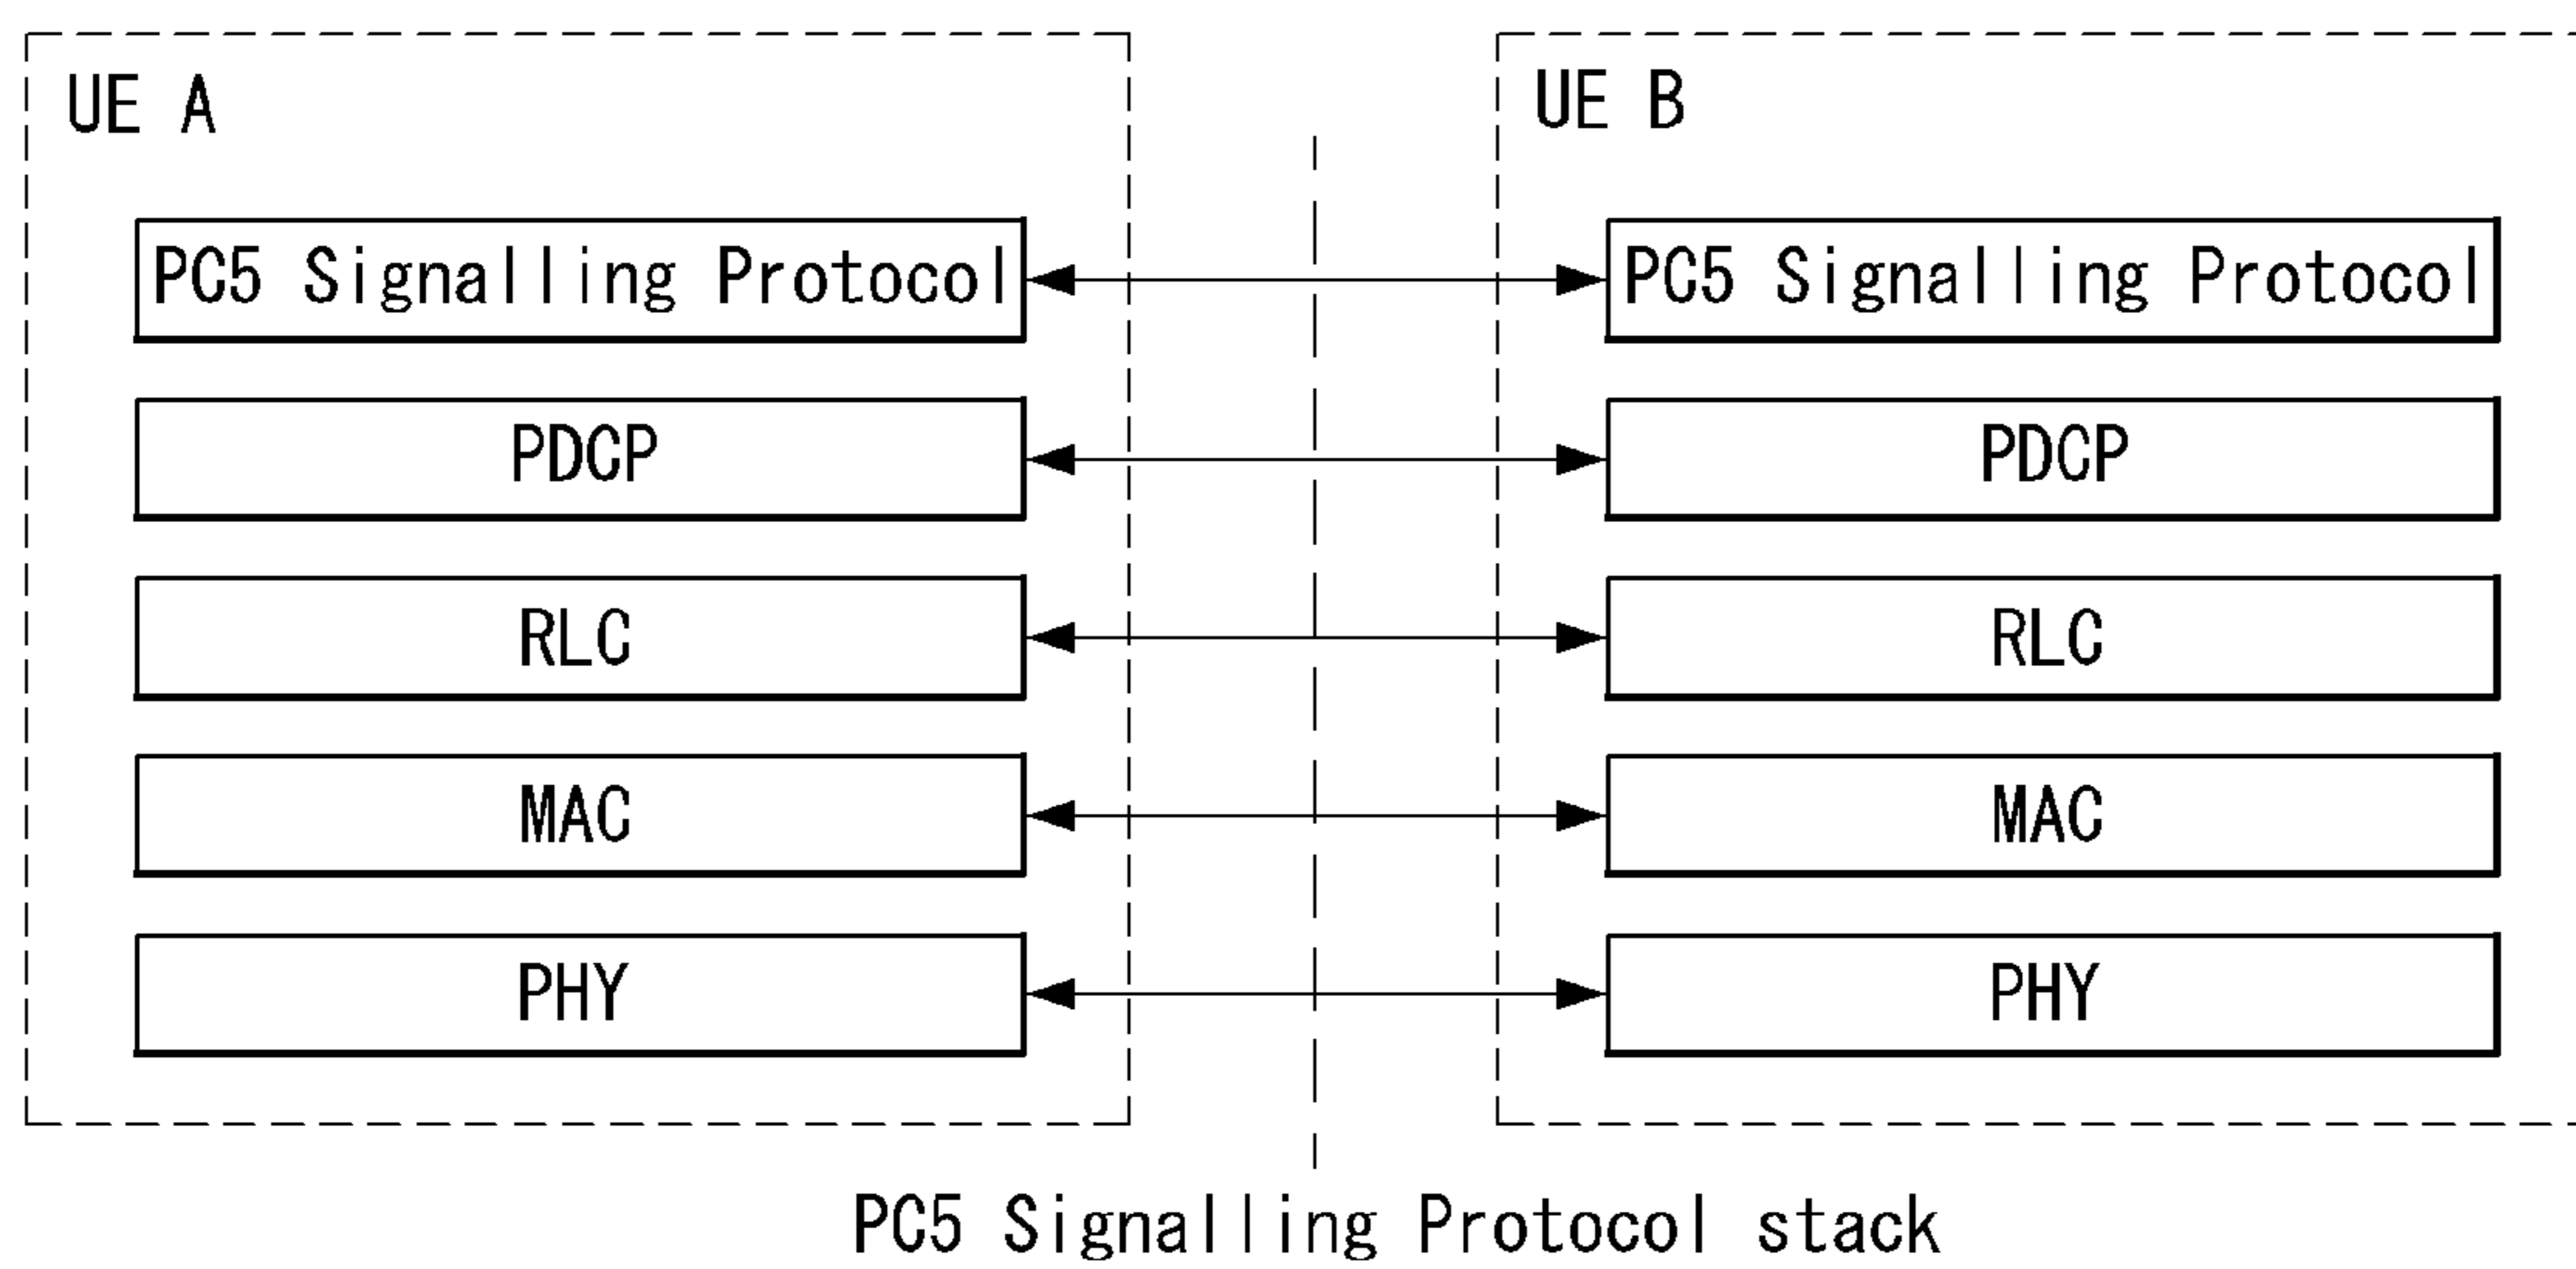 UE A
UE B
PC5 Signalling Protocol
PC5 Signalling Protocol
PDCP
PDCP
RLC
RLC
MAC
MAC
PHY
PHY
PC5 Signalling Protocol stack